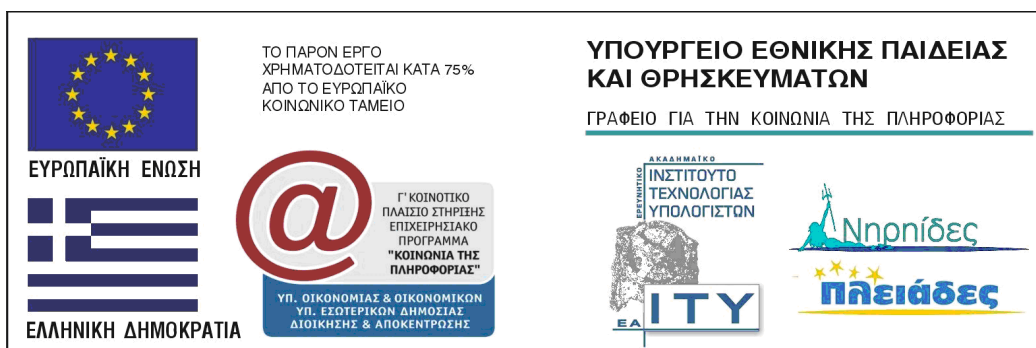 ΕΥΡΩΠΑΪΚΗ ΕΝΩΣΗ
ΕΛΛΗΝΙΚΗ ΔΗΜΟΚΡΑΤΙΑ
ΤΟ ΠΑΡΟΝ ΕΡΓΟ
ΧΡΗΜΑΤΟΔΟΤΕΙΤΑΙ ΚΑΤΑ 75%
ΑΠΟ ΤΟ ΕΥΡΩΠΑΪΚΟ
ΚΟΙΝΩΝΙΚΟ ΤΑΜΕΙΟ
@
Γ' ΚΟΙΝΟΤΙΚΟ
ΠΛΑΙΣΙΟ ΣΤΗΡΙΞΗΣ
ΕΠΙΧΕΙΡΗΣΙΑΚΟ
ΠΡΟΓΡΑΜΜΑ
"ΚΟΙΝΩΝΙΑ ΤΗΣ
ΠΛΗΡΟΦΟΡΙΑΣ"
ΥΠ. ΟΙΚΟΝΟΜΙΑΣ & ΟΙΚΟΝΟΜΙΚΩΝ
ΥΠ. ΕΣΩΤΕΡΙΚΩΝ ΔΗΜΟΣΙΑΣ
ΔΙΟΙΚΗΣΗΣ & ΑΠΟΚΕΝΤΡΩΣΗΣ
ΥΠΟΥΡΓΕΙΟ ΕΘΝΙΚΗΣ ΠΑΙΔΕΙΑΣ
ΚΑΙ ΘΡΗΣΚΕΥΜΑΤΩΝ
ΓΡΑΦΕΙΟ ΓΙΑ ΤΗΝ ΚΟΙΝΩΝΙΑ ΤΗΣ ΠΛΗΡΟΦΟΡΙΑΣ
ΑΚΑΔΗΜΑΪΚΟ
ΕΡΕΥΝΗΤΙΚΟ
ΙΝΣΤΙΤΟΥΤΟ
ΤΕΧΝΟΛΟΓΙΑΣ
ΥΠΟΛΟΓΙΣΤΩΝ
ΕΑ ΙΤΥ
Νηρηίδες
Πλειάδες